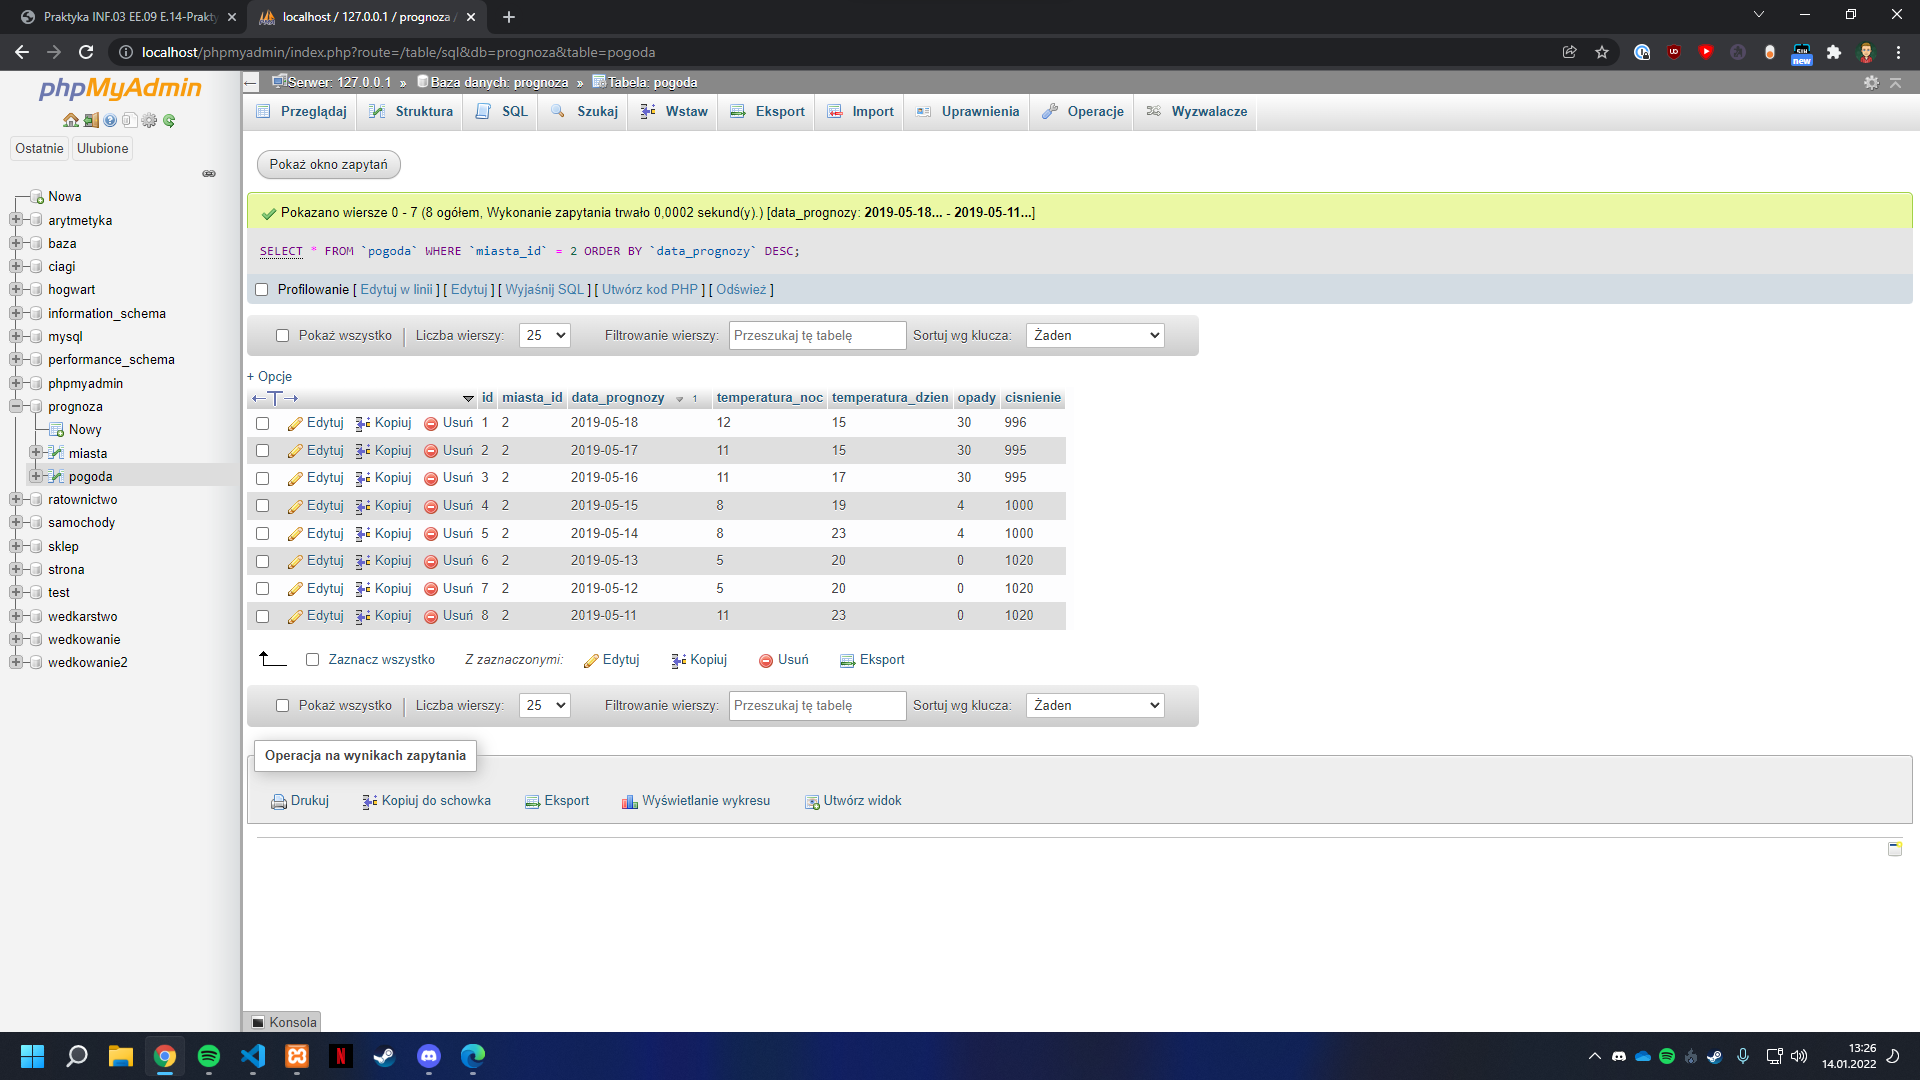 Praktyka INF.03 EE.09 E.14-Prakty
localhost / 127.0.0.1 / prognoza /
localhost/phpmyadmin/index.php?route=/table/sql&db=prognoza&table=pogoda
new
phpMyAdmin
Ostatnie Ulubione
Nowa
arytmetyka
baza
ciagi
hogwart
information_schema
mysql
performance_schema
phpmyadmin
prognoza
Nowy
miasta
pogoda
ratownictwo
samochody
sklep
strona
test
wedkarstwo
wedkowanie
wedkowanie2
Serwer: 127.0.0.1 » Baza danych: prognoza » Tabela: pogoda
Przeglądaj Struktura SQL Szukaj Wstaw Eksport Import Uprawnienia Operacje Wyzwalacze
Pokaż okno zapytań
Pokazano wiersze 0 - 7 (8 ogółem, Wykonanie zapytania trwało 0,0002 sekund(y).) [data_prognozy: 2019-05-18... - 2019-05-11...]
SELECT * FROM `pogoda` WHERE `miasta_id` = 2 ORDER BY `data_prognozy` DESC;
Profilowanie [ Edytuj w linii ] [ Edytuj ] [ Wyjaśnij SQL ] [ Utwórz kod PHP ] [ Odśwież ]
Pokaż wszystko Liczba wierszy: 25 Filtrowanie wierszy: Przeszukaj tę tabelę Sortuj wg klucza: Żaden
+ Opcje
←T→ id miasta_id data_prognozy 1 temperatura_noc temperatura_dzien opady cisnienie
Edytuj Kopiuj Usuń 1 2 2019-05-18 12 15 30 996
Edytuj Kopiuj Usuń 2 2 2019-05-17 11 15 30 995
Edytuj Kopiuj Usuń 3 2 2019-05-16 11 17 30 995
Edytuj Kopiuj Usuń 4 2 2019-05-15 8 19 4 1000
Edytuj Kopiuj Usuń 5 2 2019-05-14 8 23 4 1000
Edytuj Kopiuj Usuń 6 2 2019-05-13 5 20 0 1020
Edytuj Kopiuj Usuń 7 2 2019-05-12 5 20 0 1020
Edytuj Kopiuj Usuń 8 2 2019-05-11 11 23 0 1020
Zaznacz wszystko Z zaznaczonymi: Edytuj Kopiuj Usuń Eksport
Pokaż wszystko Liczba wierszy: 25 Filtrowanie wierszy: Przeszukaj tę tabelę Sortuj wg klucza: Żaden
Operacja na wynikach zapytania
Drukuj Kopiuj do schowka Eksport Wyświetlanie wykresu Utwórz widok
Konsola
13:26
14.01.2022